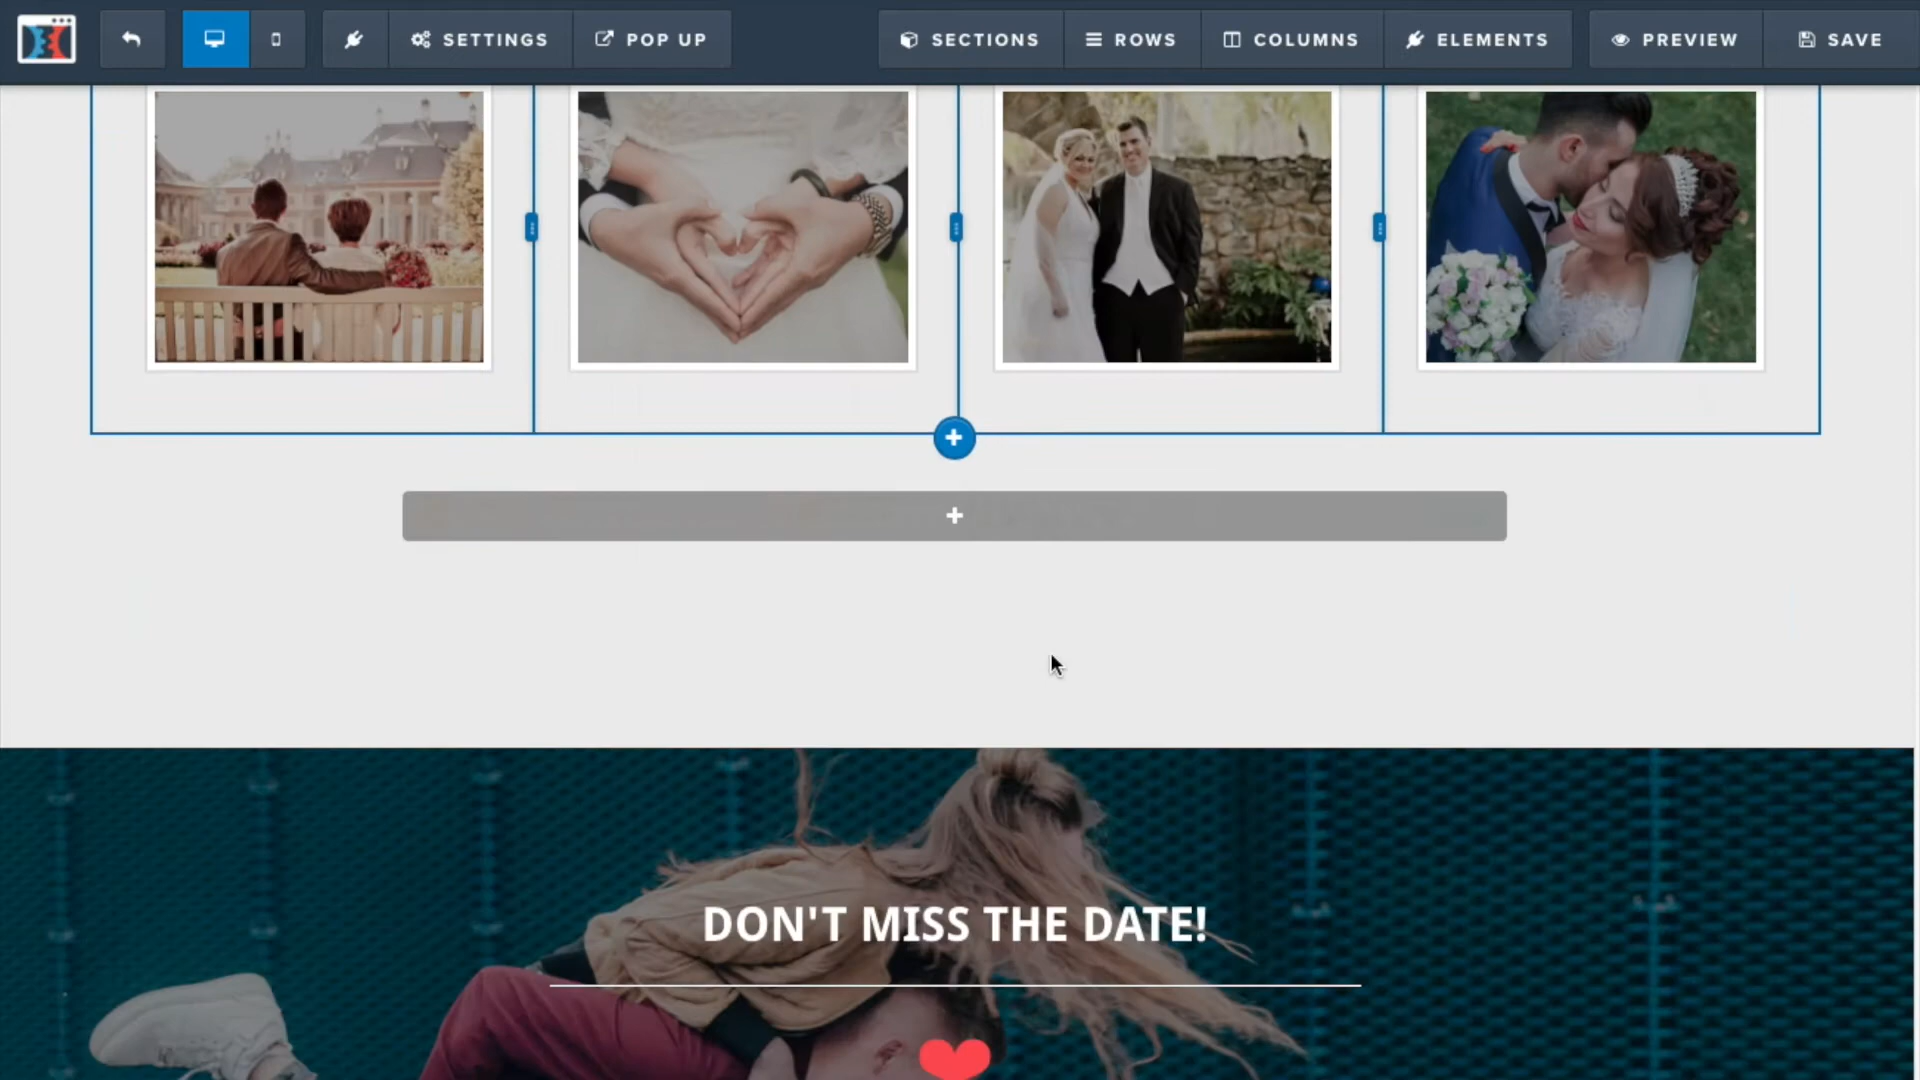 SETTINGS
POP UP
SECTIONS
ROWS
COLUMNS
ELEMENTS
PREVIEW
SAVE
DON'T MISS THE DATE!